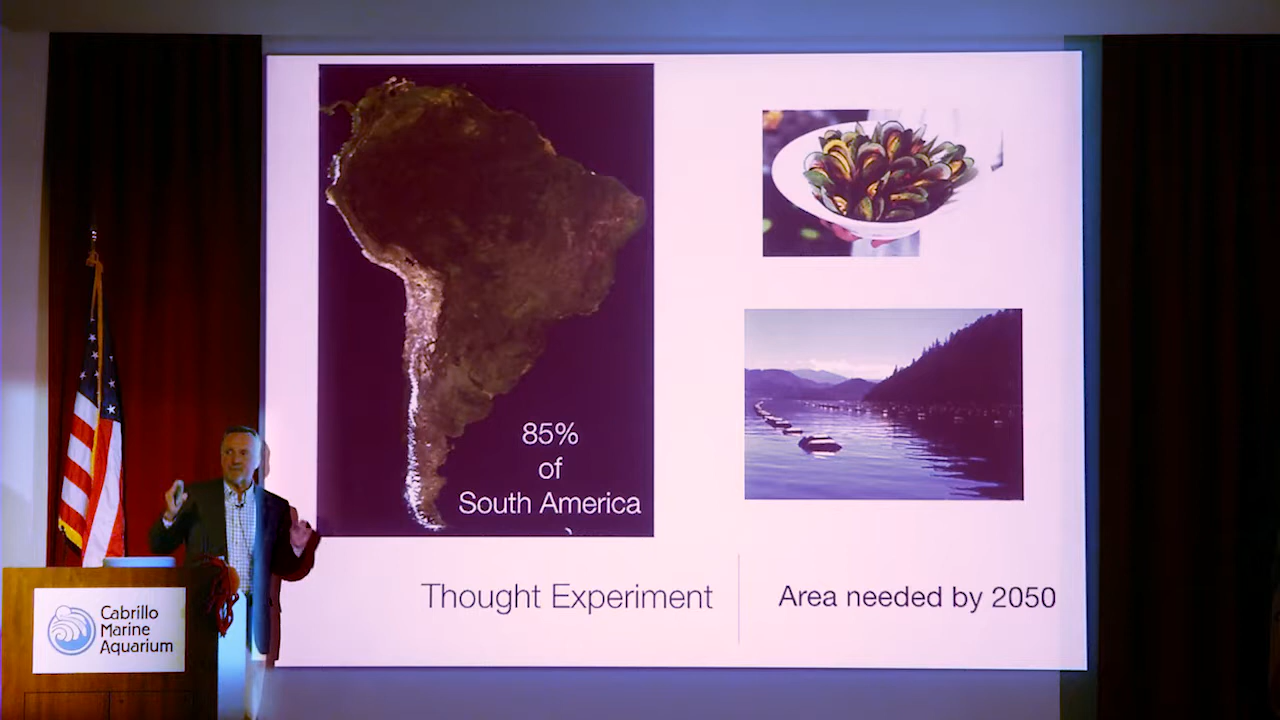 85%
of
South America
Thought Experiment
Area needed by 2050
Cabrillo
Marine
Aquarium